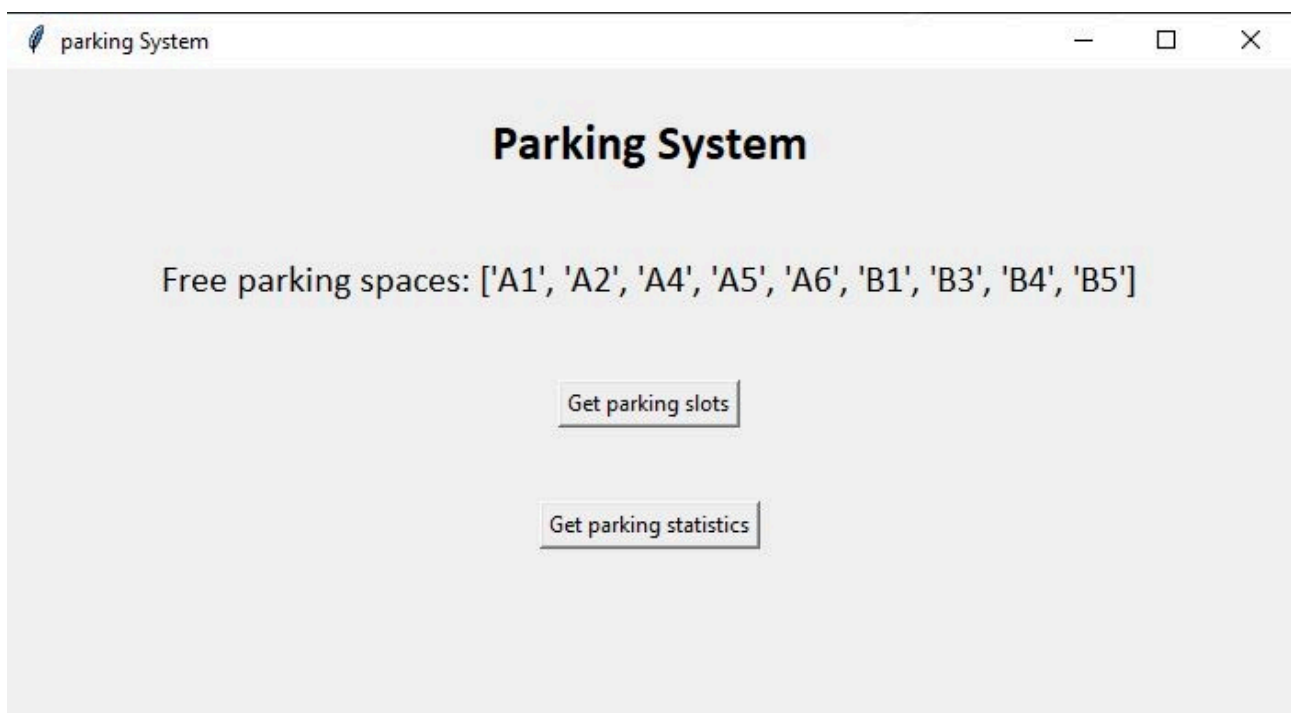 parking System
Parking System
Free parking spaces: ['A1', 'A2', 'A4', 'A5', 'A6', 'B1', 'B3', 'B4', 'B5']
Get parking slots
Get parking statistics